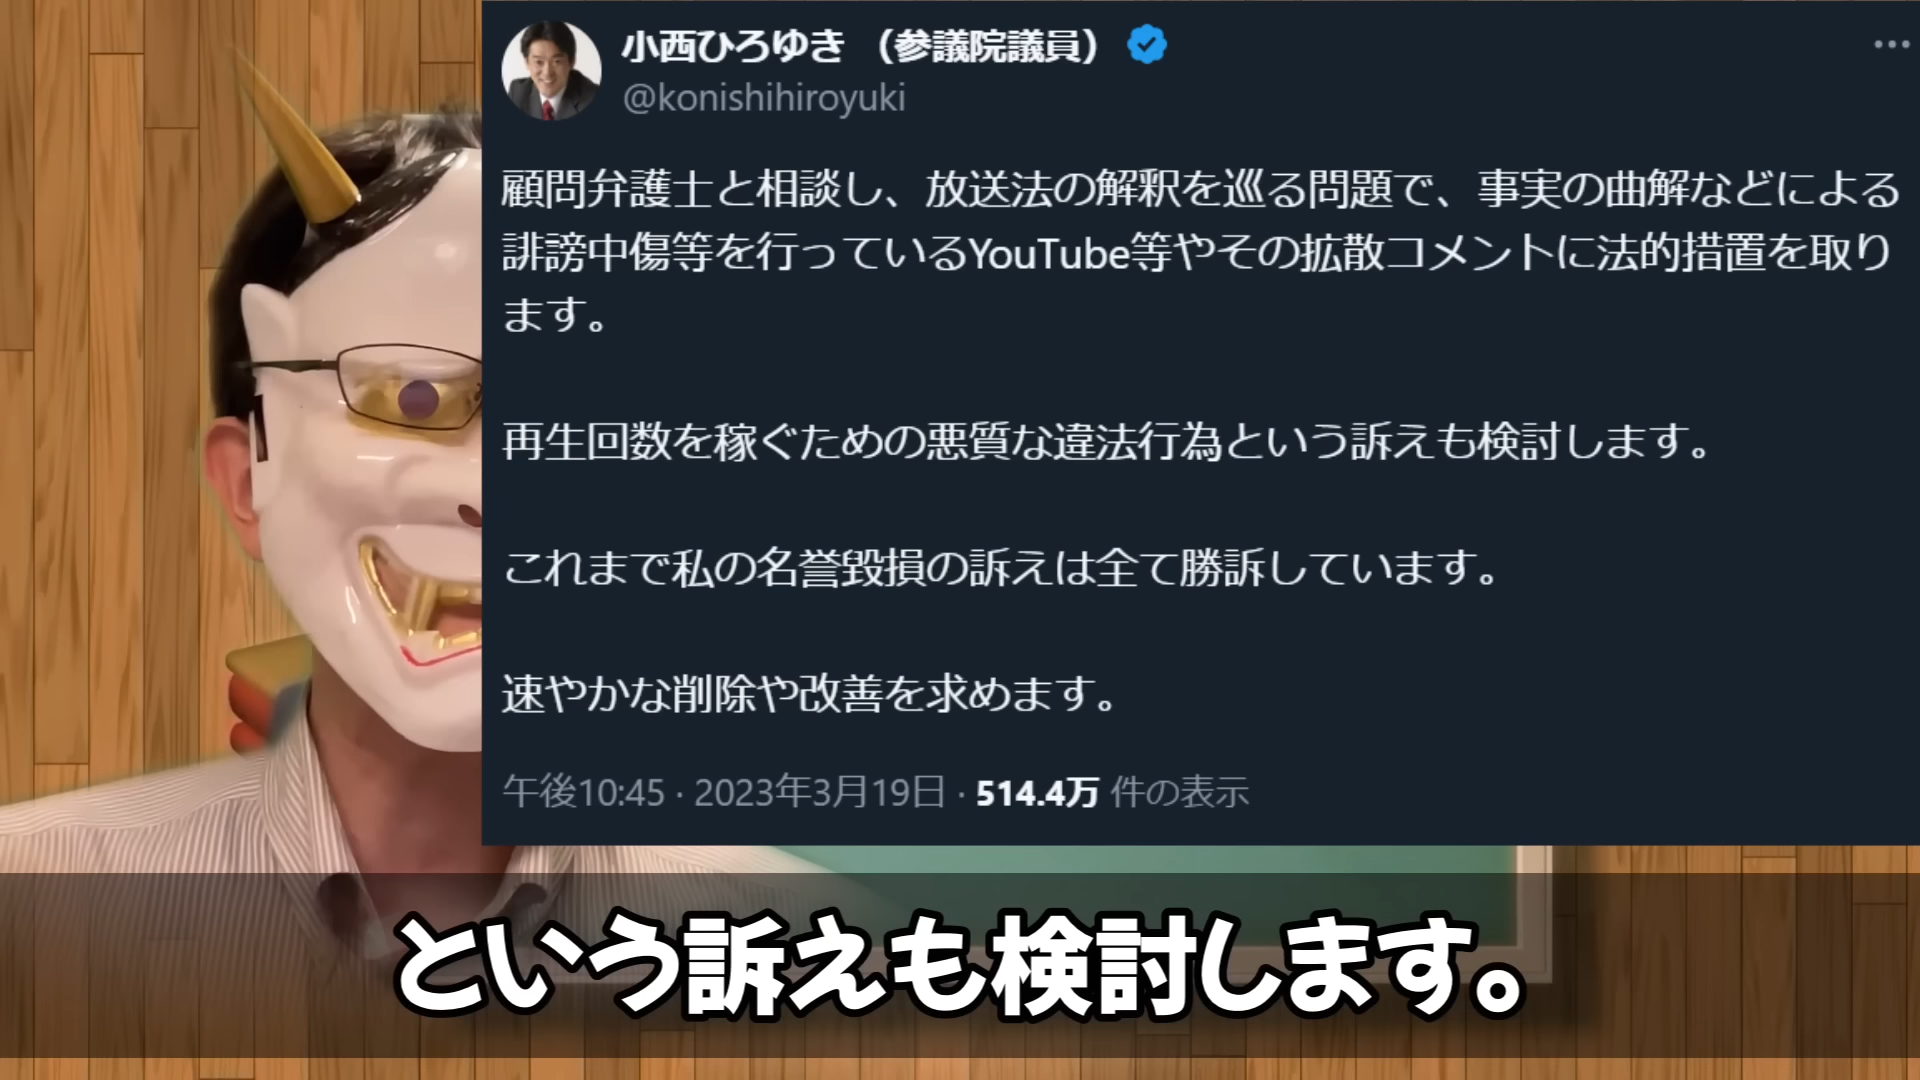 小西ひろゆき （参議院議員）
@konishihiroyuki
顧問弁護士と相談し、放送法の解釈を巡る問題で、事実の曲解などによる
誹謗中傷等を行っているYouTube等やその拡散コメントに法的措置を取り
ます。
再生回数を稼ぐための悪質な違法行為という訴えも検討します。
これまで私の名誉毀損の訴えは全て勝訴しています。
速やかな削除や改善を求めます。
午後10:45 · 2023年3月19日 · 514.4万 件の表示
という訴えも検討します。